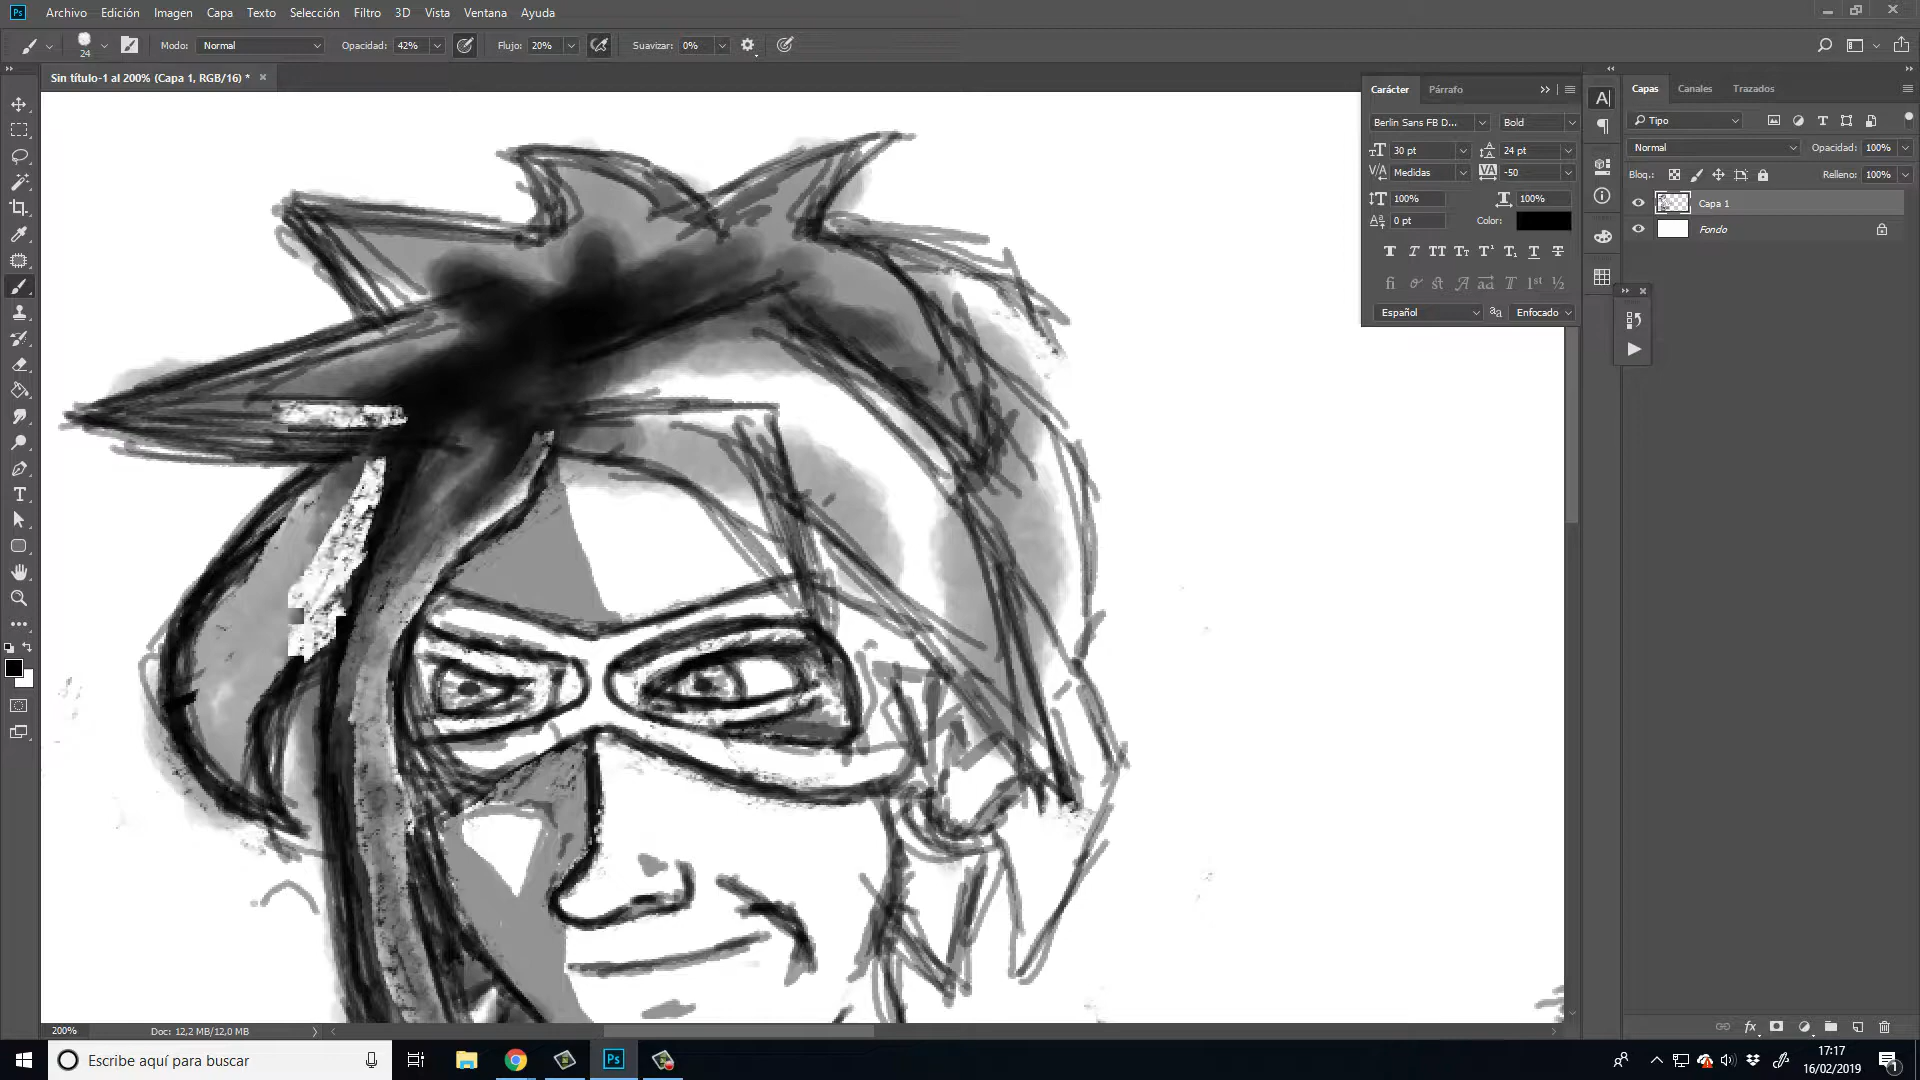 Ps Archivo Edición Imagen Capa Texto Selección Filtro 3D Vista Ventana Ayuda
24 Modo: Normal Opacidad: 42% Flujo: 20% Suavizar: 0%
Sin título-1 al 200% (Capa 1, RGB/16) *
Carácter Párrafo
Berlin Sans FB D... Bold
30 pt 24 pt
Medidas -50
100% 100%
0 pt Color:
Español Enfocado
Capas Canales Trazados
Tipo
Normal Opacidad: 100%
Bloq.: Relleno: 100%
Capa 1
Fondo
200% Doc: 12,2 MB/12,0 MB
Escribe aquí para buscar
Ps
17:17
16/02/2019
1